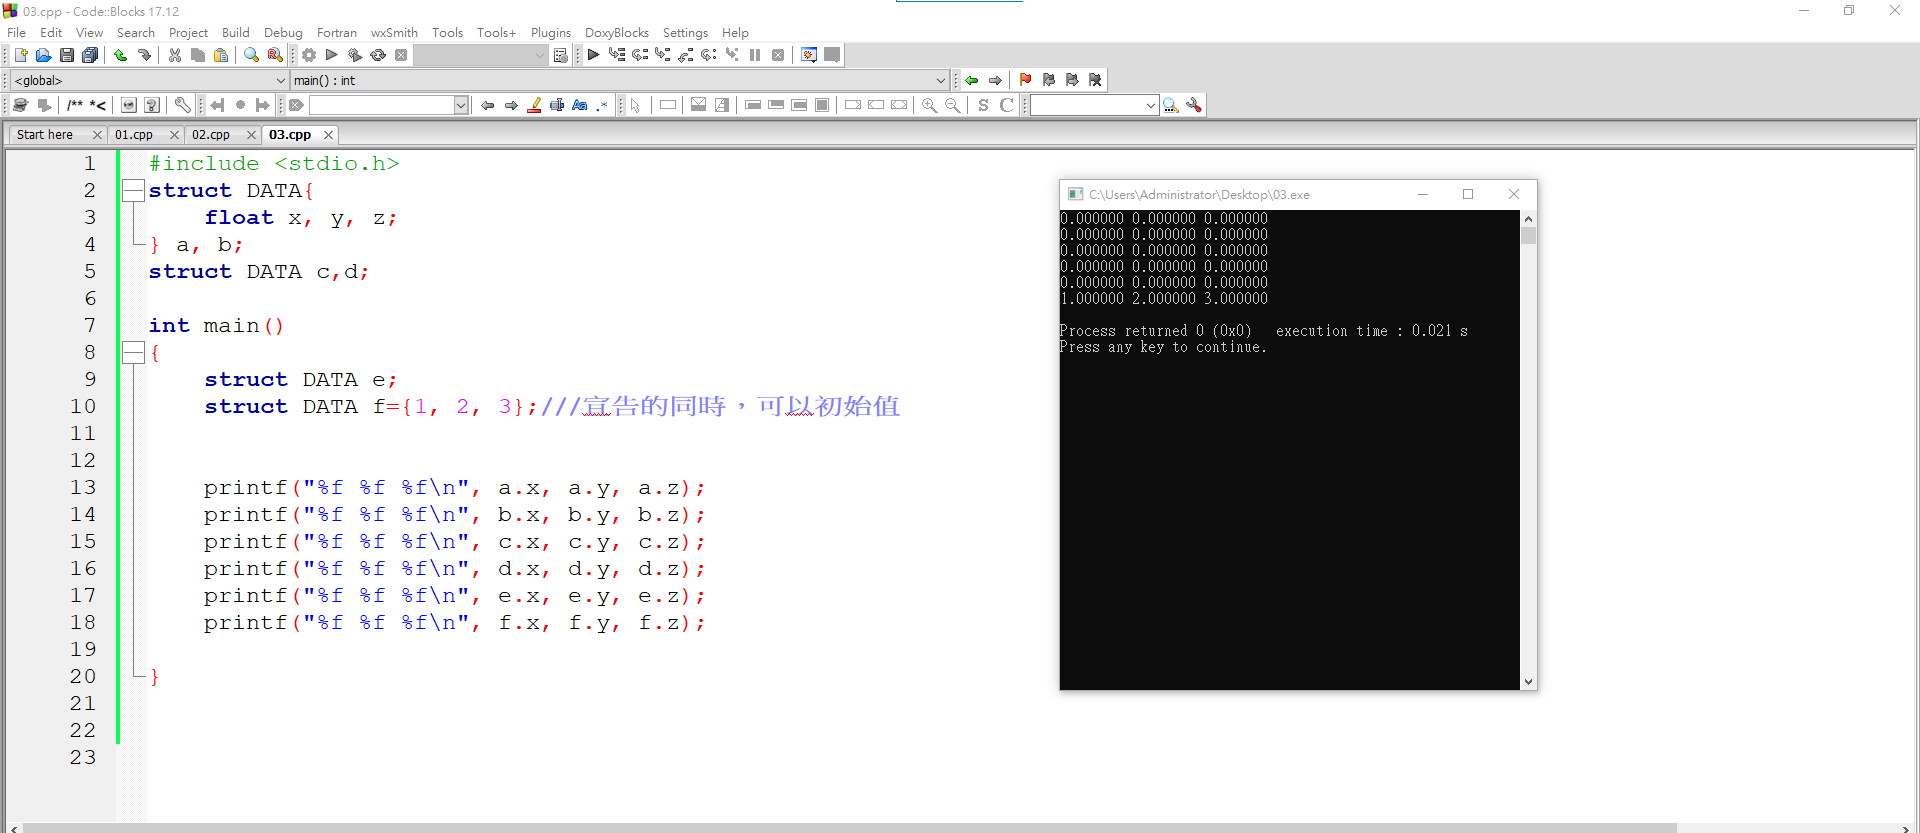 03.cpp - Code::Blocks 17.12
File Edit View Search Project Build Debug Fortran wxSmith Tools Tools+ Plugins DoxyBlocks Settings Help
<global> main() : int
/** *<
S C
Start here 01.cpp 02.cpp 03.cpp
1 #include <stdio.h>
2 struct DATA{
3 float x, y, z;
4 } a, b;
5 struct DATA c,d;
6
7 int main()
8 {
9 struct DATA e;
10 struct DATA f={1, 2, 3};///宣告的同時，可以初始值
11
12
13 printf("%f %f %f\n", a.x, a.y, a.z);
14 printf("%f %f %f\n", b.x, b.y, b.z);
15 printf("%f %f %f\n", c.x, c.y, c.z);
16 printf("%f %f %f\n", d.x, d.y, d.z);
17 printf("%f %f %f\n", e.x, e.y, e.z);
18 printf("%f %f %f\n", f.x, f.y, f.z);
19
20 }
21
22
23
C:\Users\Administrator\Desktop\03.exe
0.000000 0.000000 0.000000
0.000000 0.000000 0.000000
0.000000 0.000000 0.000000
0.000000 0.000000 0.000000
0.000000 0.000000 0.000000
1.000000 2.000000 3.000000
Process returned 0 (0x0) execution time : 0.021 s
Press any key to continue.